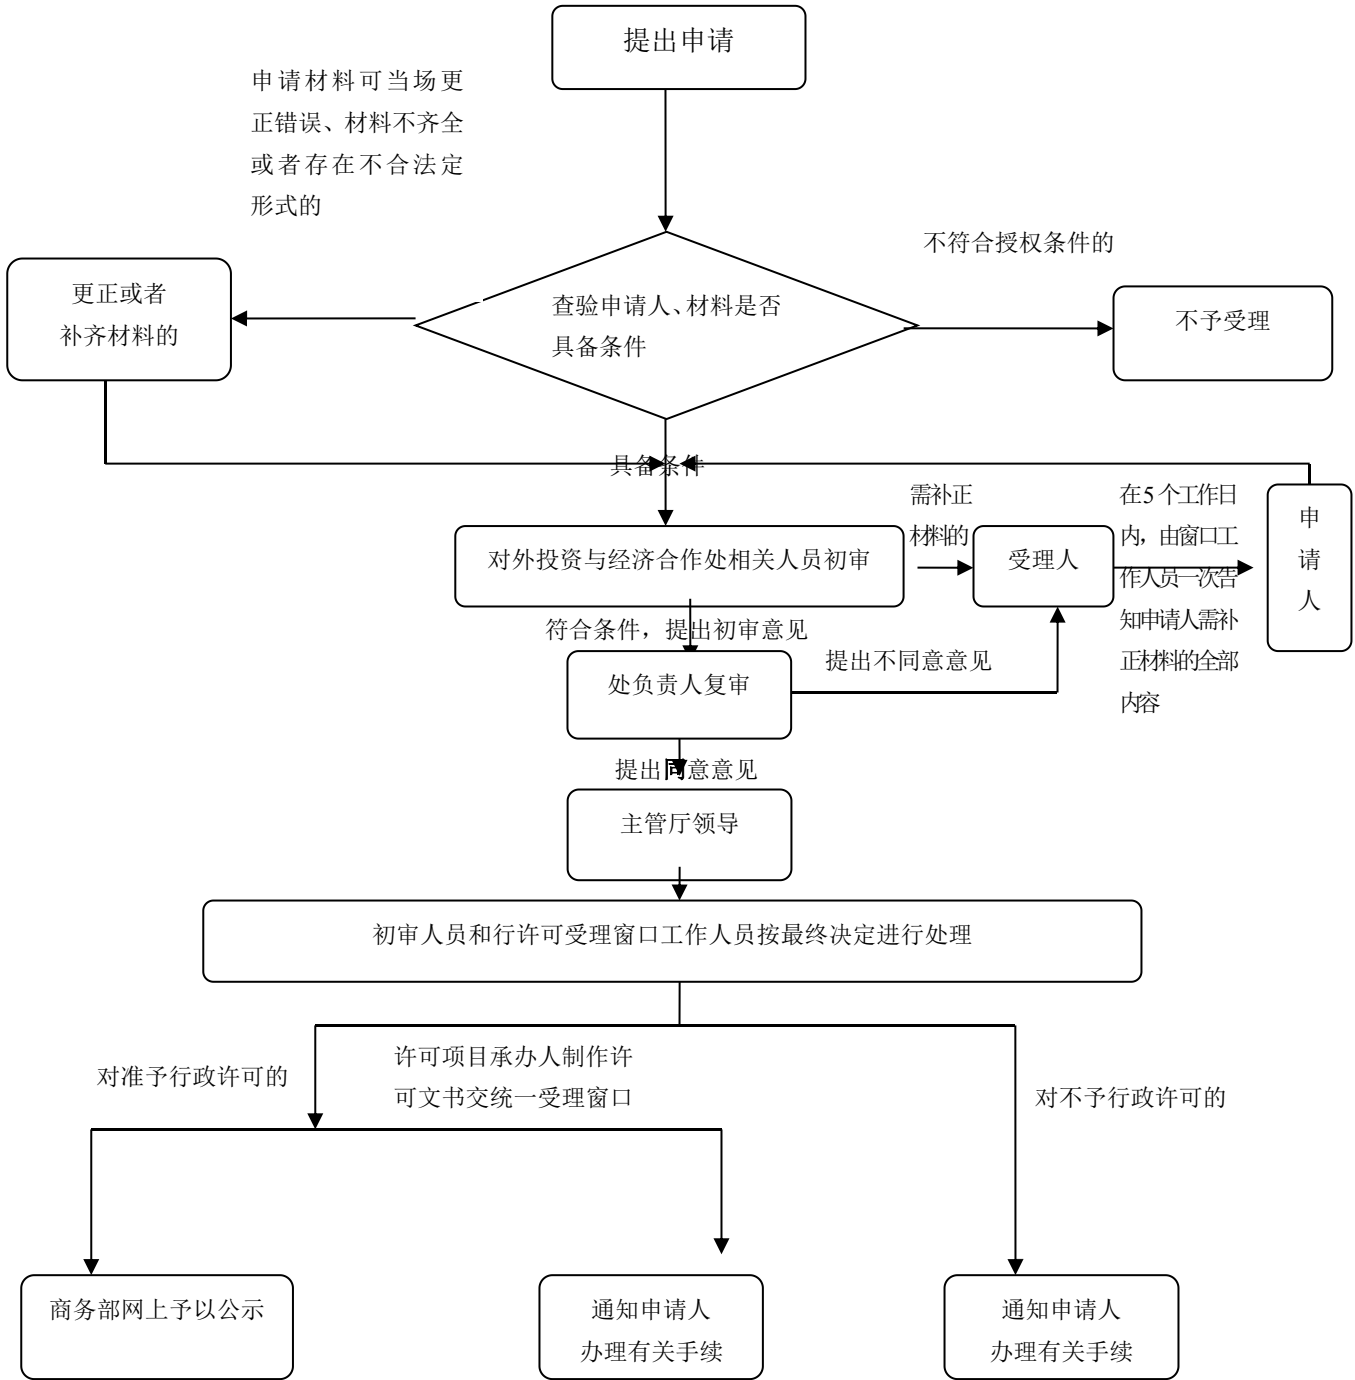 提出申请
申请材料可当场更
正错误、材料不齐全
或者存在不合法定
形式的
不符合授权条件的
更正或者
补齐材料的
查验申请人、材料是否
具备条件
不予受理
具备条件
需补正
材料的
在5个工作日
内，由窗口工
作人员一次告
知申请人需补
正材料的全部
内容
申
请
人
对外投资与经济合作处相关人员初审
受理人
符合条件，提出初审意见
提出不同意意见
处负责人复审
提出同意意见
主管厅领导
初审人员和行许可受理窗口工作人员按最终决定进行处理
对准予行政许可的
许可项目承办人制作许
可文书交统一受理窗口
对不予行政许可的
商务部网上予以公示
通知申请人
办理有关手续
通知申请人
办理有关手续